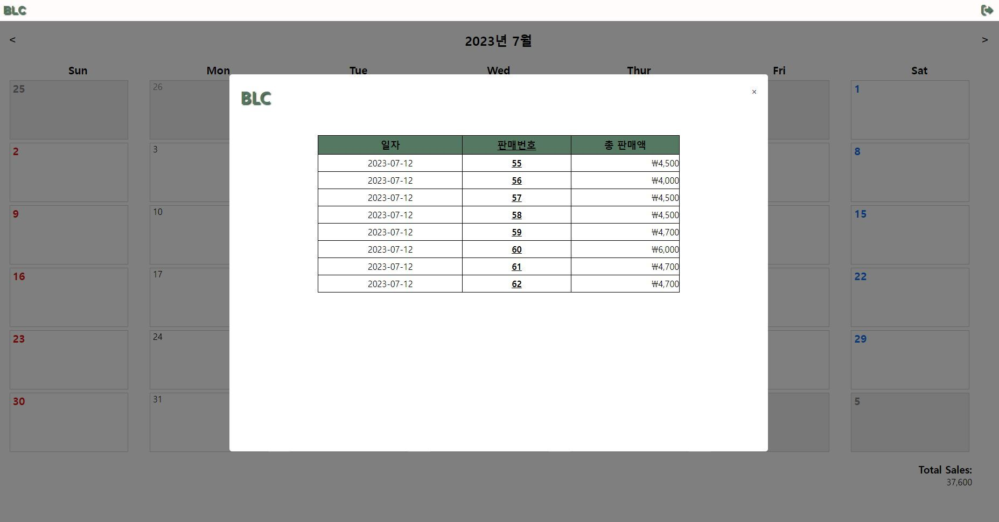 BLC
<
2023년 7월
>
Sun Mon Tue Wed Thur Fri Sat
25 26 1
2 3 8
9 10 15
16 17 22
23 24 29
30 31 5
BLC ×
일자 판매번호 총 판매액
2023-07-12 55 ₩4,500
2023-07-12 56 ₩4,000
2023-07-12 57 ₩4,500
2023-07-12 58 ₩4,500
2023-07-12 59 ₩4,700
2023-07-12 60 ₩6,000
2023-07-12 61 ₩4,700
2023-07-12 62 ₩4,700
Total Sales:
37,600